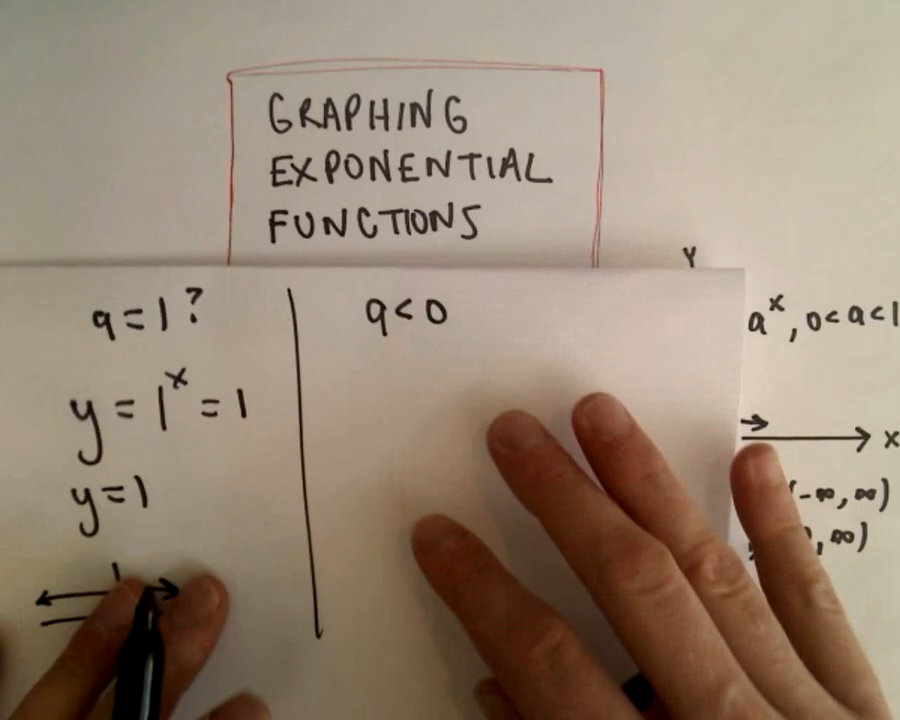 GRAPHING
EXPONENTIAL
FUNCTIONS
a=1?
y=1^x=1
y=1
a<0
y
a^x, 0<a<1
x
(-∞, ∞)
, ∞)